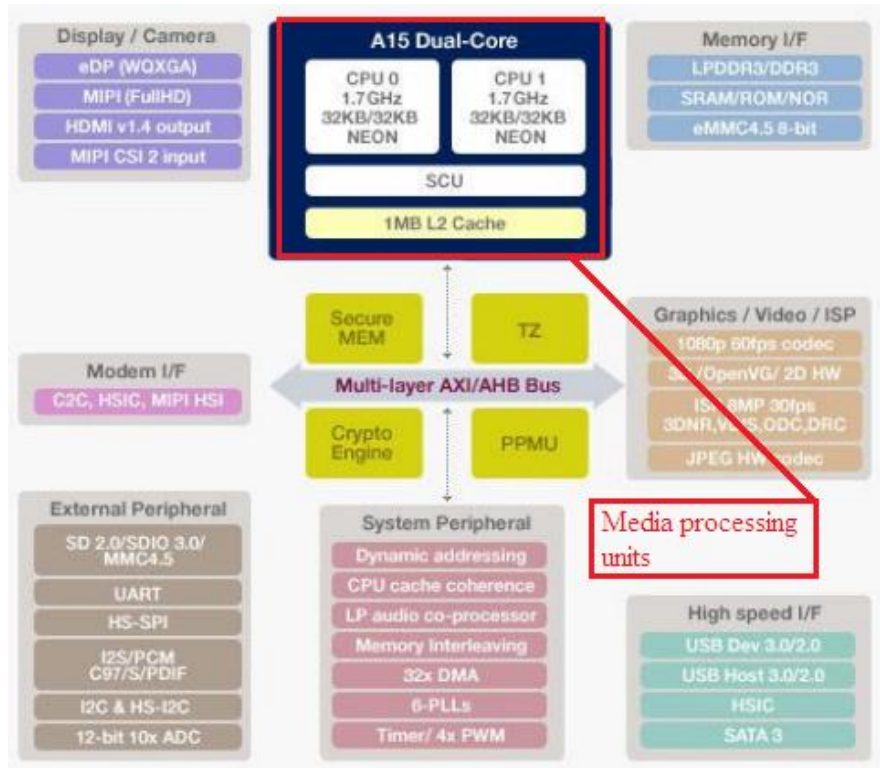 Display / Camera
eDP (WQXGA)
MIPI (FullHD)
HDMI v1.4 output
MIPI CSI 2 input
A15 Dual-Core
CPU 0
1.7GHz
32KB/32KB
NEON
CPU 1
1.7GHz
32KB/32KB
NEON
SCU
1MB L2 Cache
Memory I/F
LPDDR3/DDR3
SRAM/ROM/NOR
eMMC4.5 8-bit
Secure
MEM
TZ
Modem I/F
C2C, HSIC, MIPI HSI
Multi-layer AXI/AHB Bus
Crypto
Engine
PPMU
Graphics / Video / ISP
1080p 60fps codec
/OpenVG/ 2D HW
8MP 30fps
3DNR, ODC,DRC
JPEG HW codec
Media processing
units
External Peripheral
SD 2.0/SDIO 3.0/
MMC4.5
UART
HS-SPI
I2S/PCM
C97/S/PDIF
I2C & HS-I2C
12-bit 10x ADC
System Peripheral
Dynamic addressing
CPU cache coherence
LP audio co-processor
Memory Interleaving
32x DMA
6-PLLs
Timer/ 4x PWM
High speed I/F
USB Dev 3.0/2.0
USB Host 3.0/2.0
HSIC
SATA 3